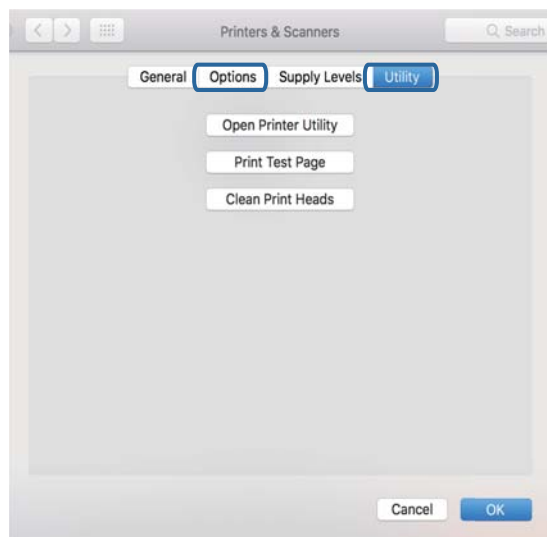 Printers & Scanners Search
General Options Supply Levels Utility
Open Printer Utility
Print Test Page
Clean Print Heads
Cancel OK